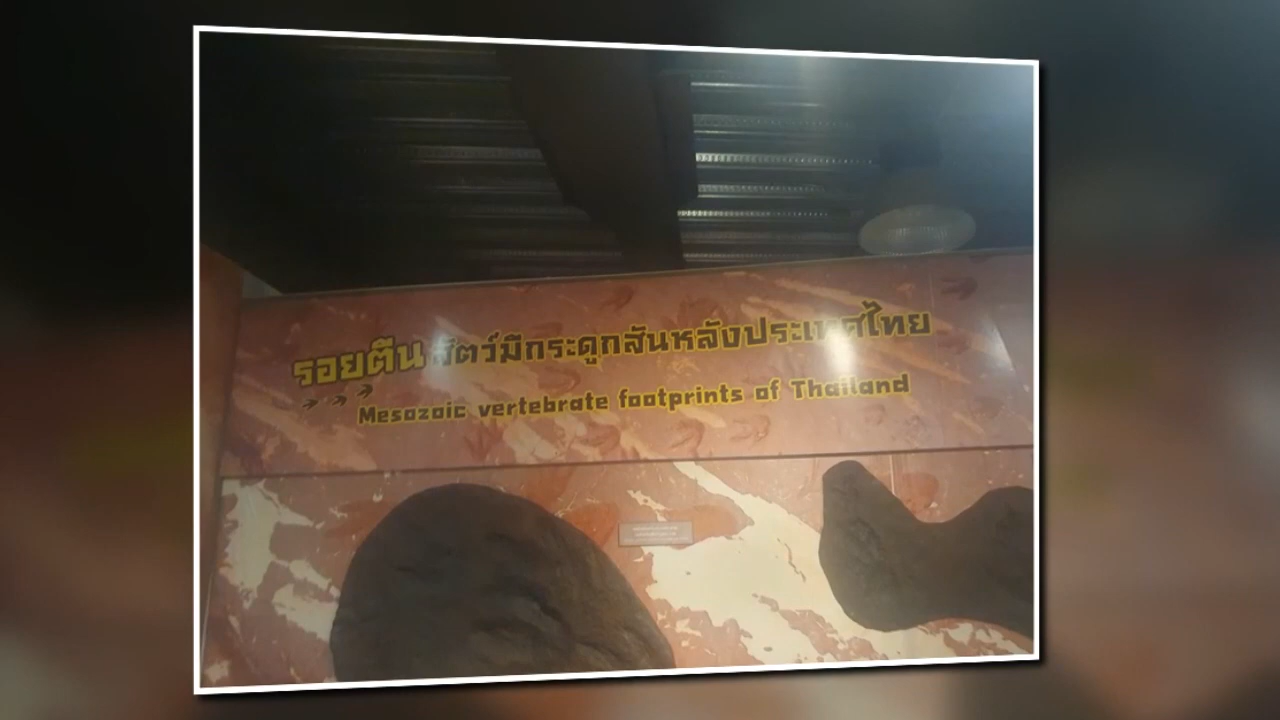 รอยตีน สัตว์มีกระดูกสันหลังประเทศไทย
Mesozoic vertebrate footprints of Thailand